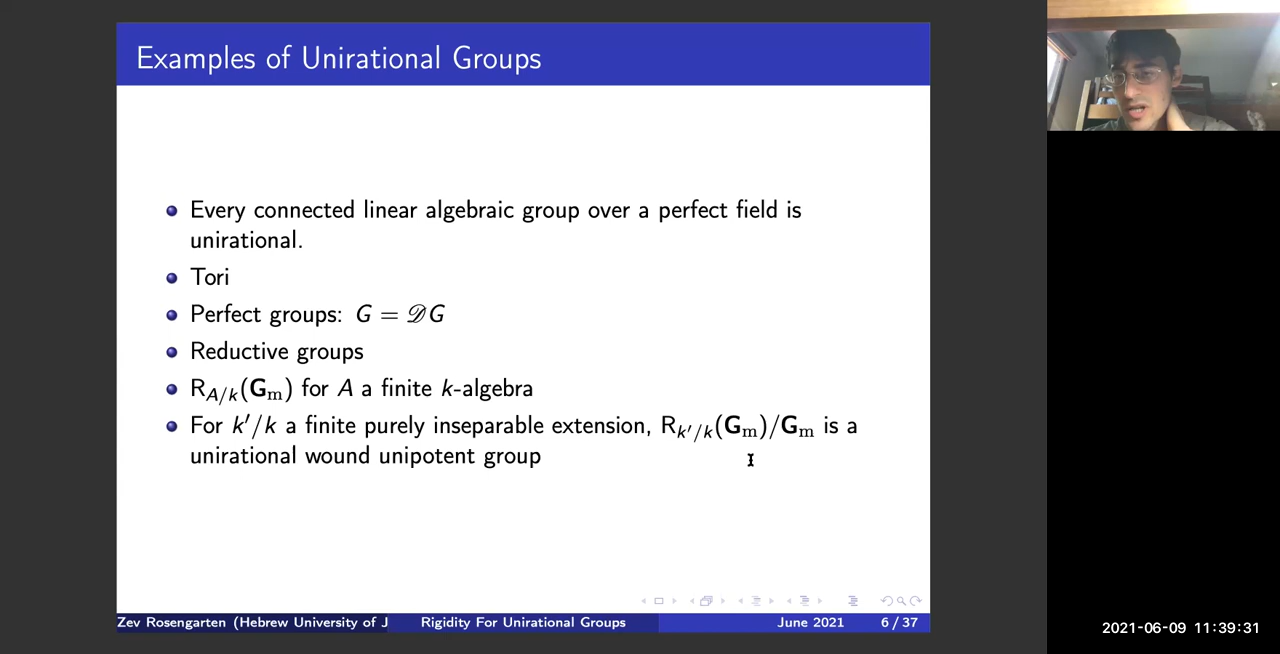 Examples of Unirational Groups
Every connected linear algebraic group over a perfect field is
unirational.
Tori
Perfect groups: G = 𝒟G
Reductive groups
R_{A/k}(G_m) for A a finite k-algebra
For k′/k a finite purely inseparable extension, R_{k′/k}(G_m)/G_m is a
unirational wound unipotent group
Zev Rosengarten (Hebrew University of J
Rigidity For Unirational Groups
June 2021
6 / 37
2021-06-09 11:39:31